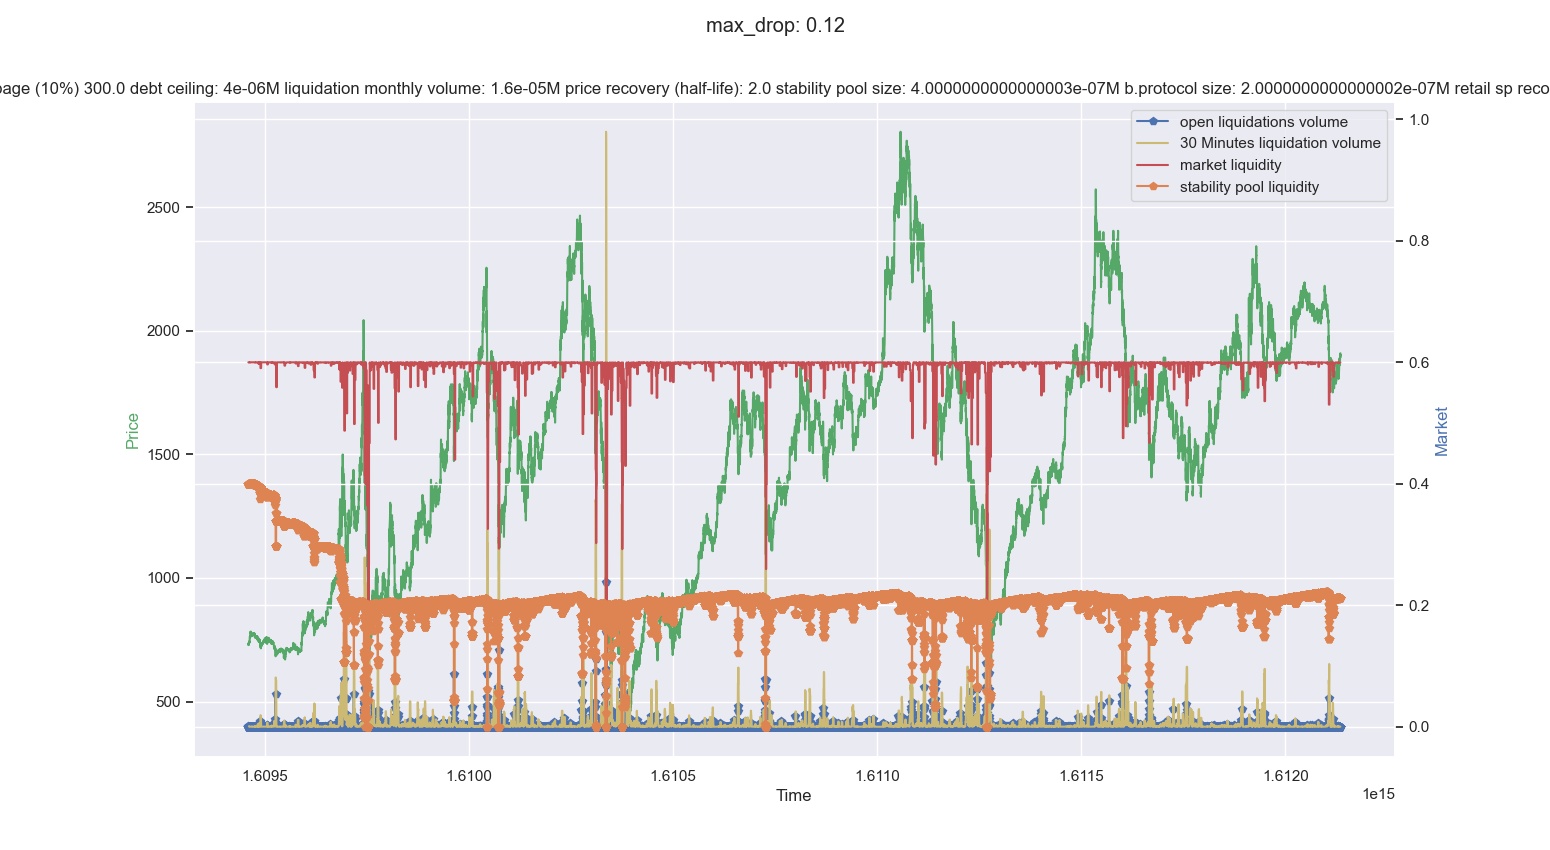 max_drop: 0.12
(10%) 300.0 debt ceiling: 4e-06M liquidation monthly volume: 1.6e-05M price recovery (half-life): 2.0 stability pool size: 4.0000000000000003e-07M b.protocol size: 2.0000000000000002e-07M retail sp
open liquidations volume
30 Minutes liquidation volume
market liquidity
stability pool liquidity
2500
2000
1500
1000
500
Price
1.0
0.8
0.6
0.4
0.2
0.0
Market
1.6095 1.6100 1.6105 1.6110 1.6115 1.6120
1e15
Time